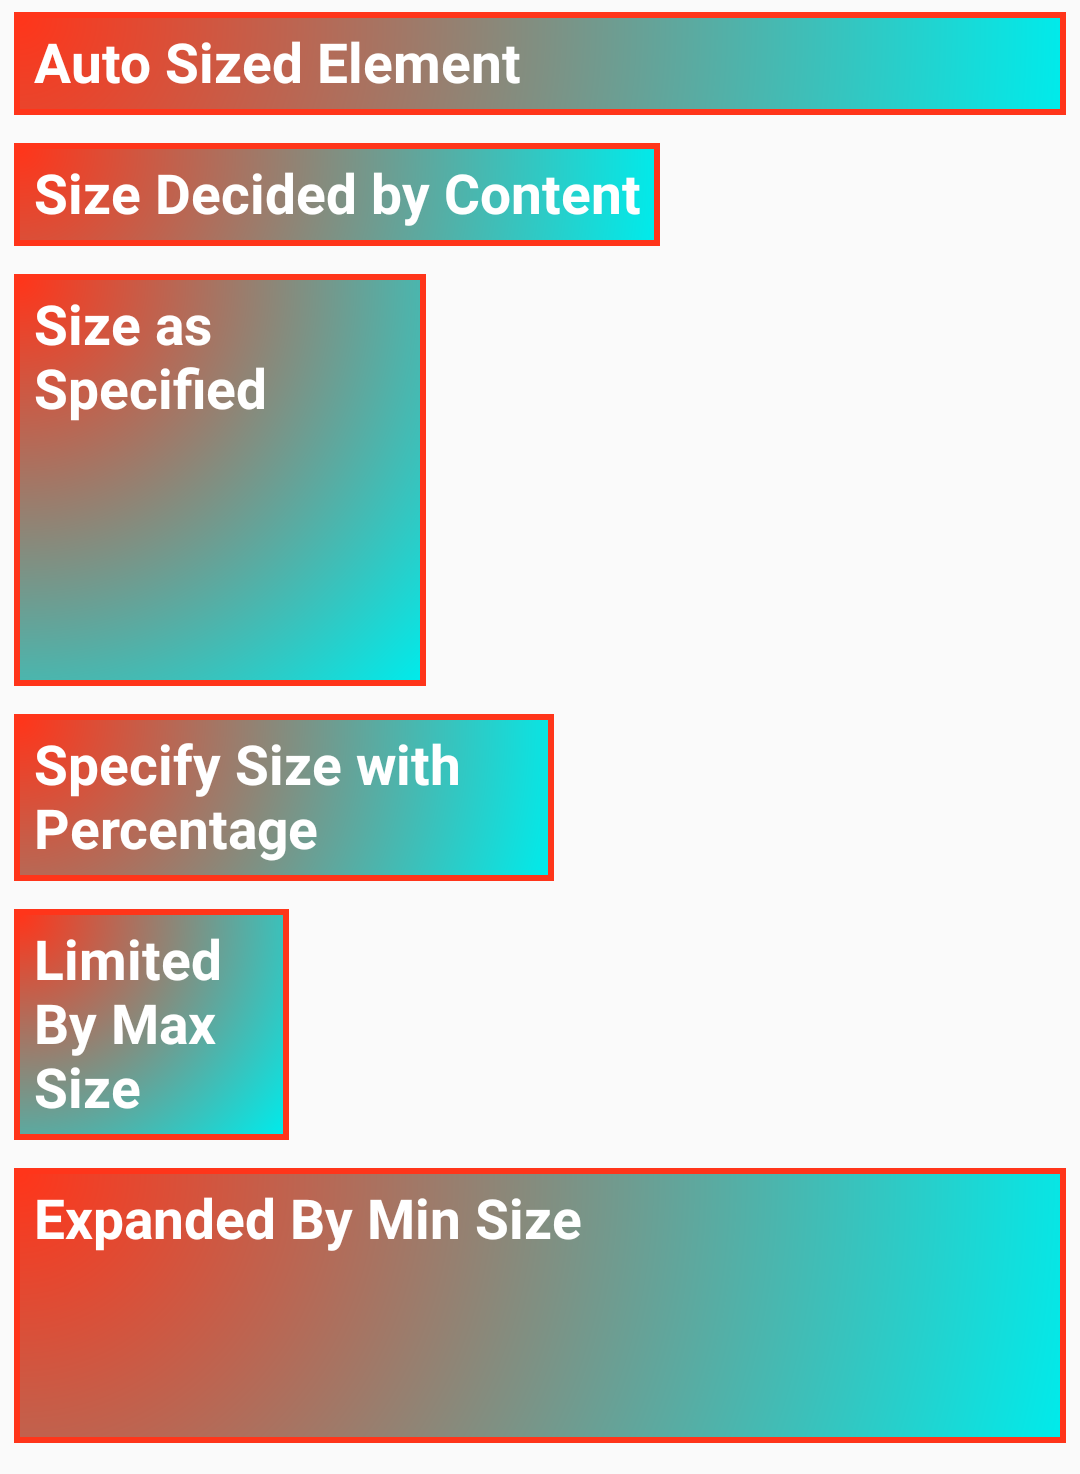 Auto Sized Element
Size Decided by Content
Size as
Specified
Specify Size with
Percentage
Limited
By Max
Size
Expanded By Min Size